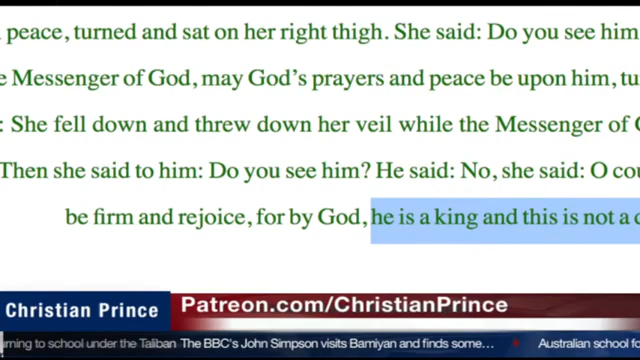 peace, turned and sat on her right thigh. She said: Do you see him
Messenger of God, may God's prayers and peace be upon him,
: She fell down and threw down her veil while the Messenger of
Then she said to him: Do you see him? He said: No, she said: O
be firm and rejoice, for by God, he is a king and this is not a
Christian Prince
Patreon.com/ChristianPrince
to school under the Taliban The BBC's John Simpson visits Bamiyan and finds some… Australian school